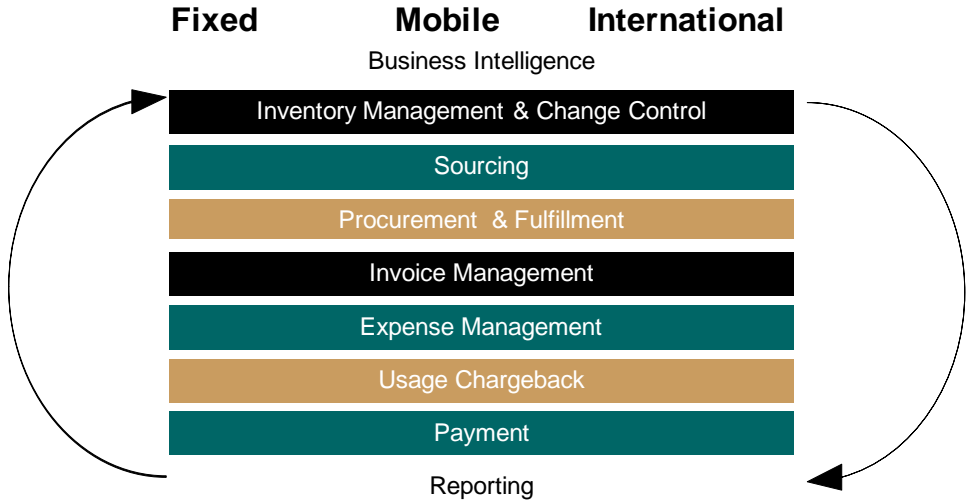 Fixed Mobile International
Business Intelligence
Inventory Management & Change Control
Sourcing
Procurement & Fulfillment
Invoice Management
Expense Management
Usage Chargeback
Payment
Reporting